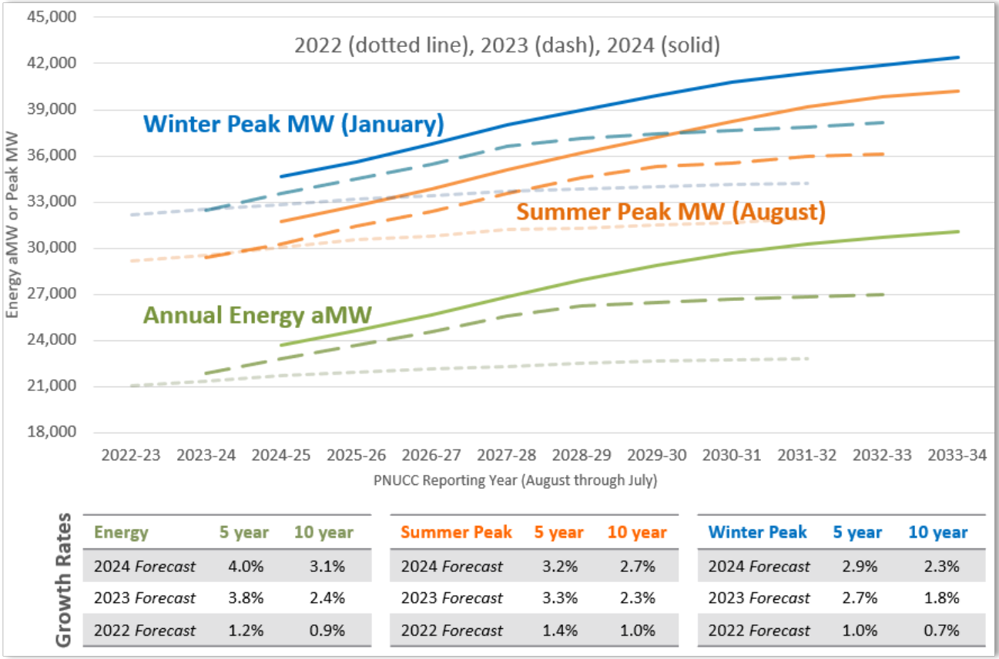 2022 (dotted line), 2023 (dash), 2024 (solid)
45,000
42,000
39,000
36,000
33,000
30,000
27,000
24,000
21,000
18,000
Energy aMW or Peak MW
Winter Peak MW (January)
Summer Peak MW (August)
Annual Energy aMW
2022-23 2023-24 2024-25 2025-26 2026-27 2027-28 2028-29 2029-30 2030-31 2031-32 2032-33 2033-34
PNUCC Reporting Year (August through July)
Growth Rates
Energy 5 year 10 year
2024 Forecast 4.0% 3.1%
2023 Forecast 3.8% 2.4%
2022 Forecast 1.2% 0.9%
Summer Peak 5 year 10 year
2024 Forecast 3.2% 2.7%
2023 Forecast 3.3% 2.3%
2022 Forecast 1.4% 1.0%
Winter Peak 5 year 10 year
2024 Forecast 2.9% 2.3%
2023 Forecast 2.7% 1.8%
2022 Forecast 1.0% 0.7%